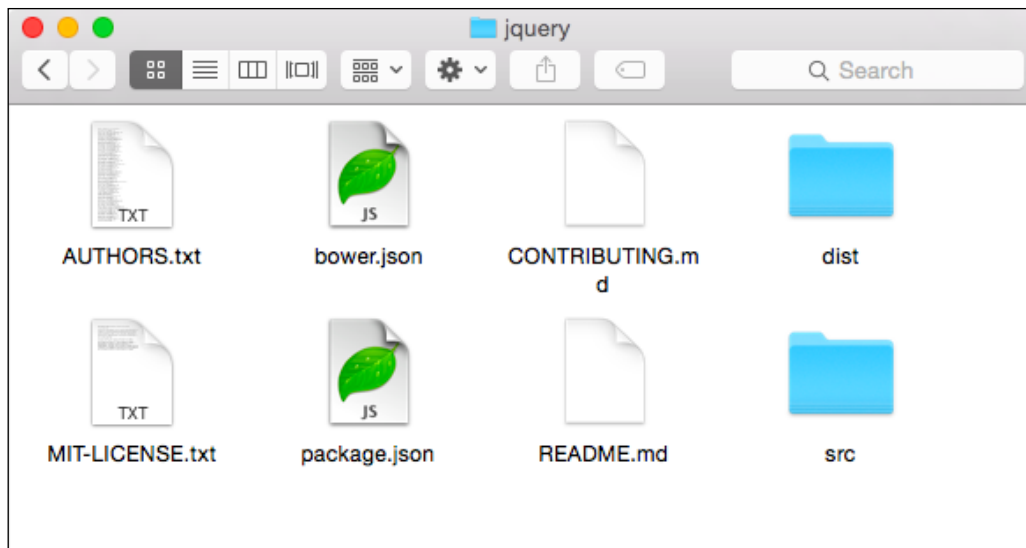 jquery
Search
TXT
JS
AUTHORS.txt
bower.json
CONTRIBUTING.m
d
dist
TXT
JS
MIT-LICENSE.txt
package.json
README.md
src